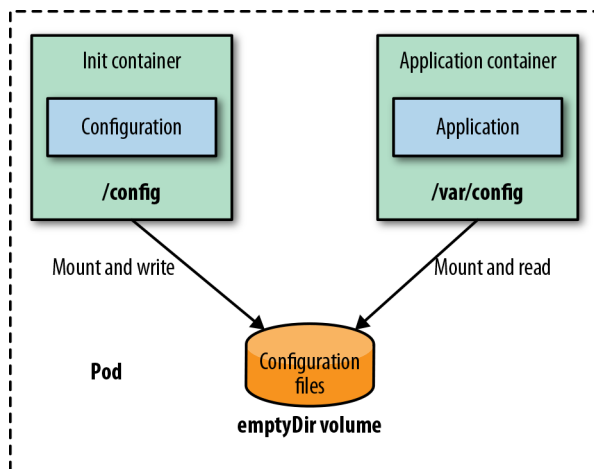 Init container
Configuration
/config
Application container
Application
/var/config
Mount and write
Mount and read
Configuration
files
Pod
emptyDir volume